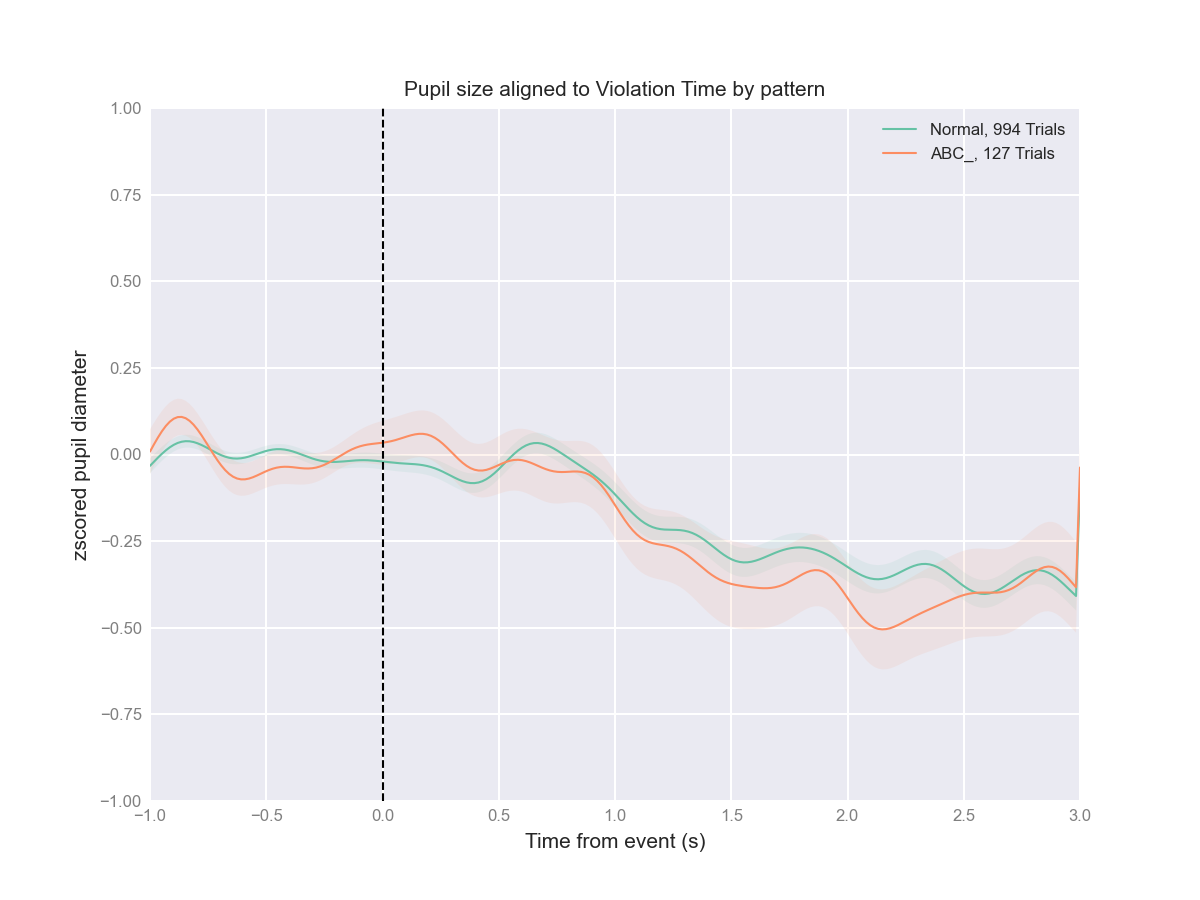 Pupil size aligned to Violation Time by pattern
1.00
0.75
0.50
0.25
0.00
−0.25
−0.50
−0.75
−1.00
zscored pupil diameter
Normal, 994 Trials
ABC_, 127 Trials
−1.0 −0.5 0.0 0.5 1.0 1.5 2.0 2.5 3.0
Time from event (s)